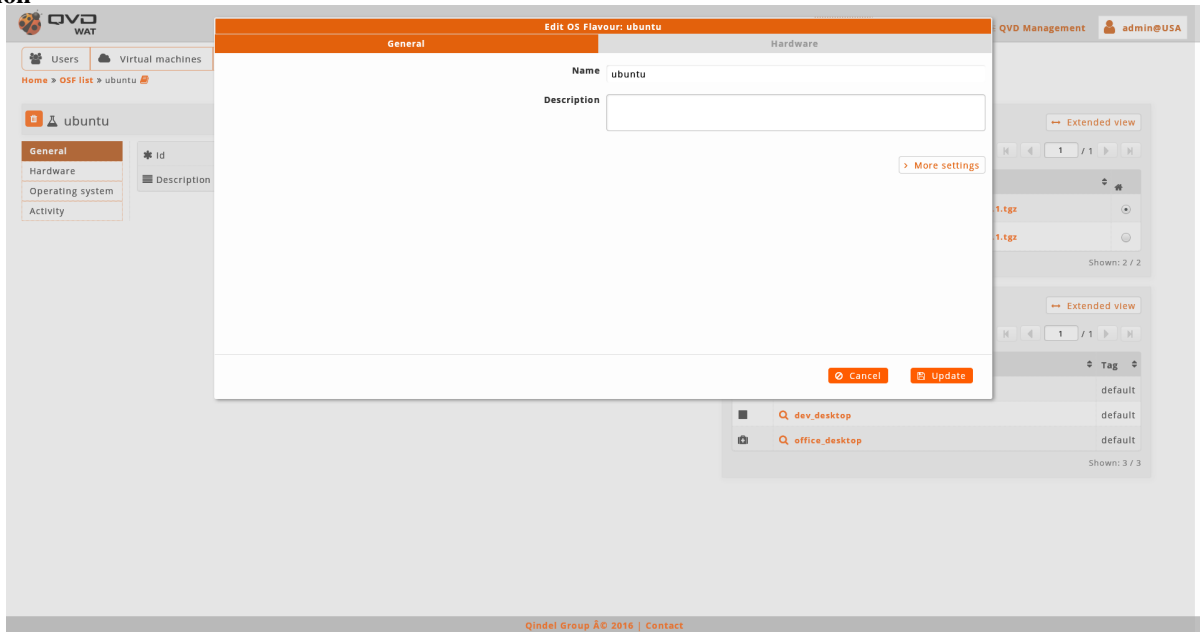 ion
QVD
WAT
QVD Management
admin@USA
Edit OS Flavour: ubuntu
General
Hardware
Users
Virtual machines
Home » OSF list » ubuntu
Name
ubuntu
Description
ubuntu
General
Hardware
Operating system
Activity
Id
Description
More settings
Cancel
Update
Extended view
1
/ 1
1.tgz
1.tgz
Shown: 2 / 2
Extended view
1
/ 1
Tag
default
dev_desktop
default
office_desktop
default
Shown: 3 / 3
Qindel Group Â© 2016 | Contact